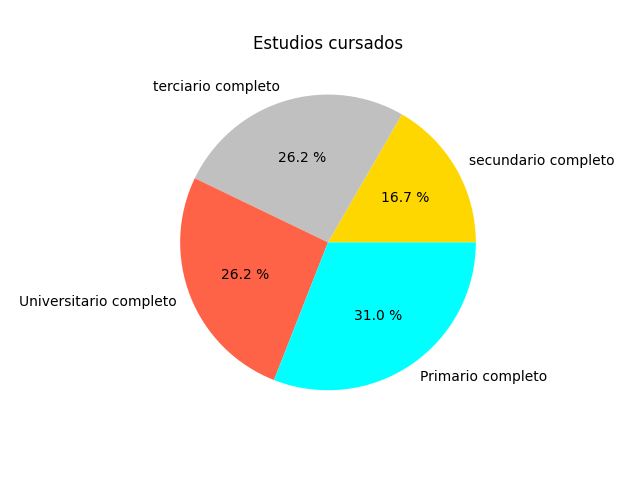 Estudios cursados
terciario completo
26.2 %
secundario completo
16.7 %
26.2 %
Universitario completo
31.0 %
Primario completo